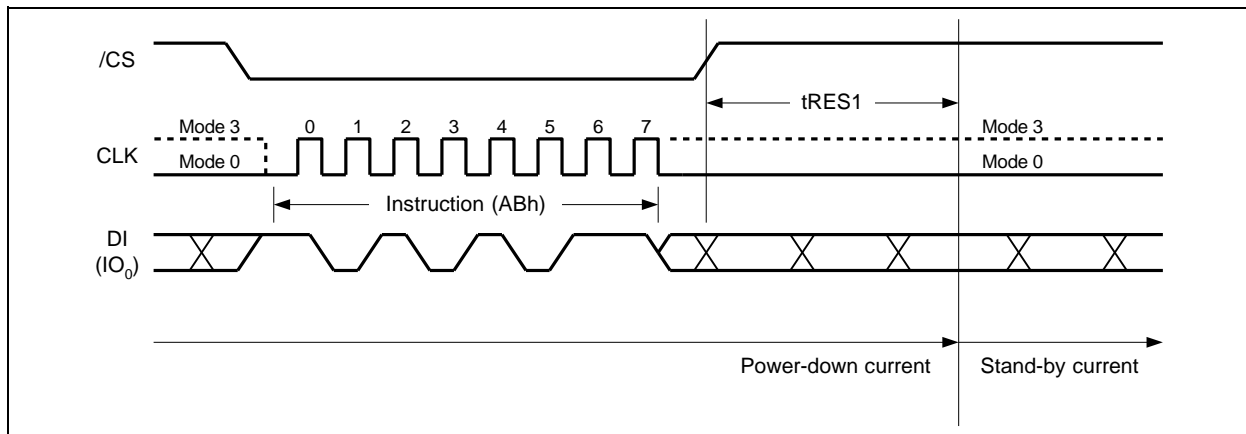 /CS
tRES1
Mode 3
0 1 2 3 4 5 6 7
Mode 3
CLK
Mode 0
Mode 0
Instruction (ABh)
DI
(IO0)
Power-down current
Stand-by current